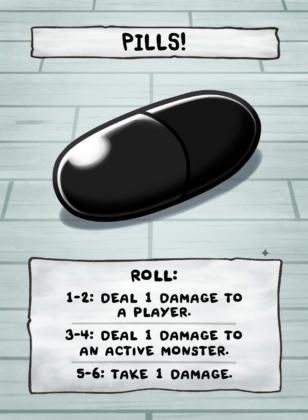 PILLS!
ROLL:
1-2: DEAL 1 DAMAGE TO
A PLAYER.
3-4: DEAL 1 DAMAGE TO
AN ACTIVE MONSTER.
5-6: TAKE 1 DAMAGE.